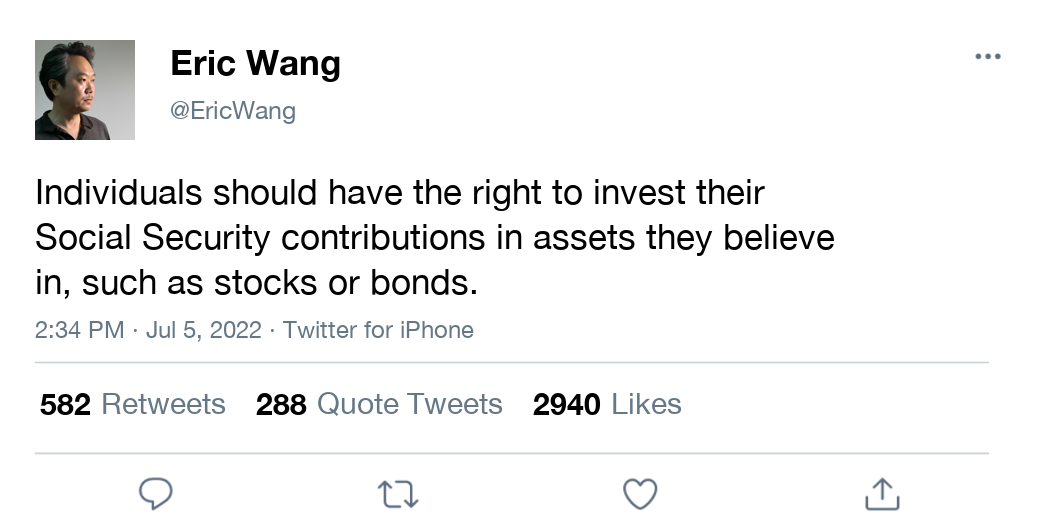 Eric Wang
@EricWang
Individuals should have the right to invest their
Social Security contributions in assets they believe
in, such as stocks or bonds.
2:34 PM · Jul 5, 2022 · Twitter for iPhone
582 Retweets 288 Quote Tweets 2940 Likes